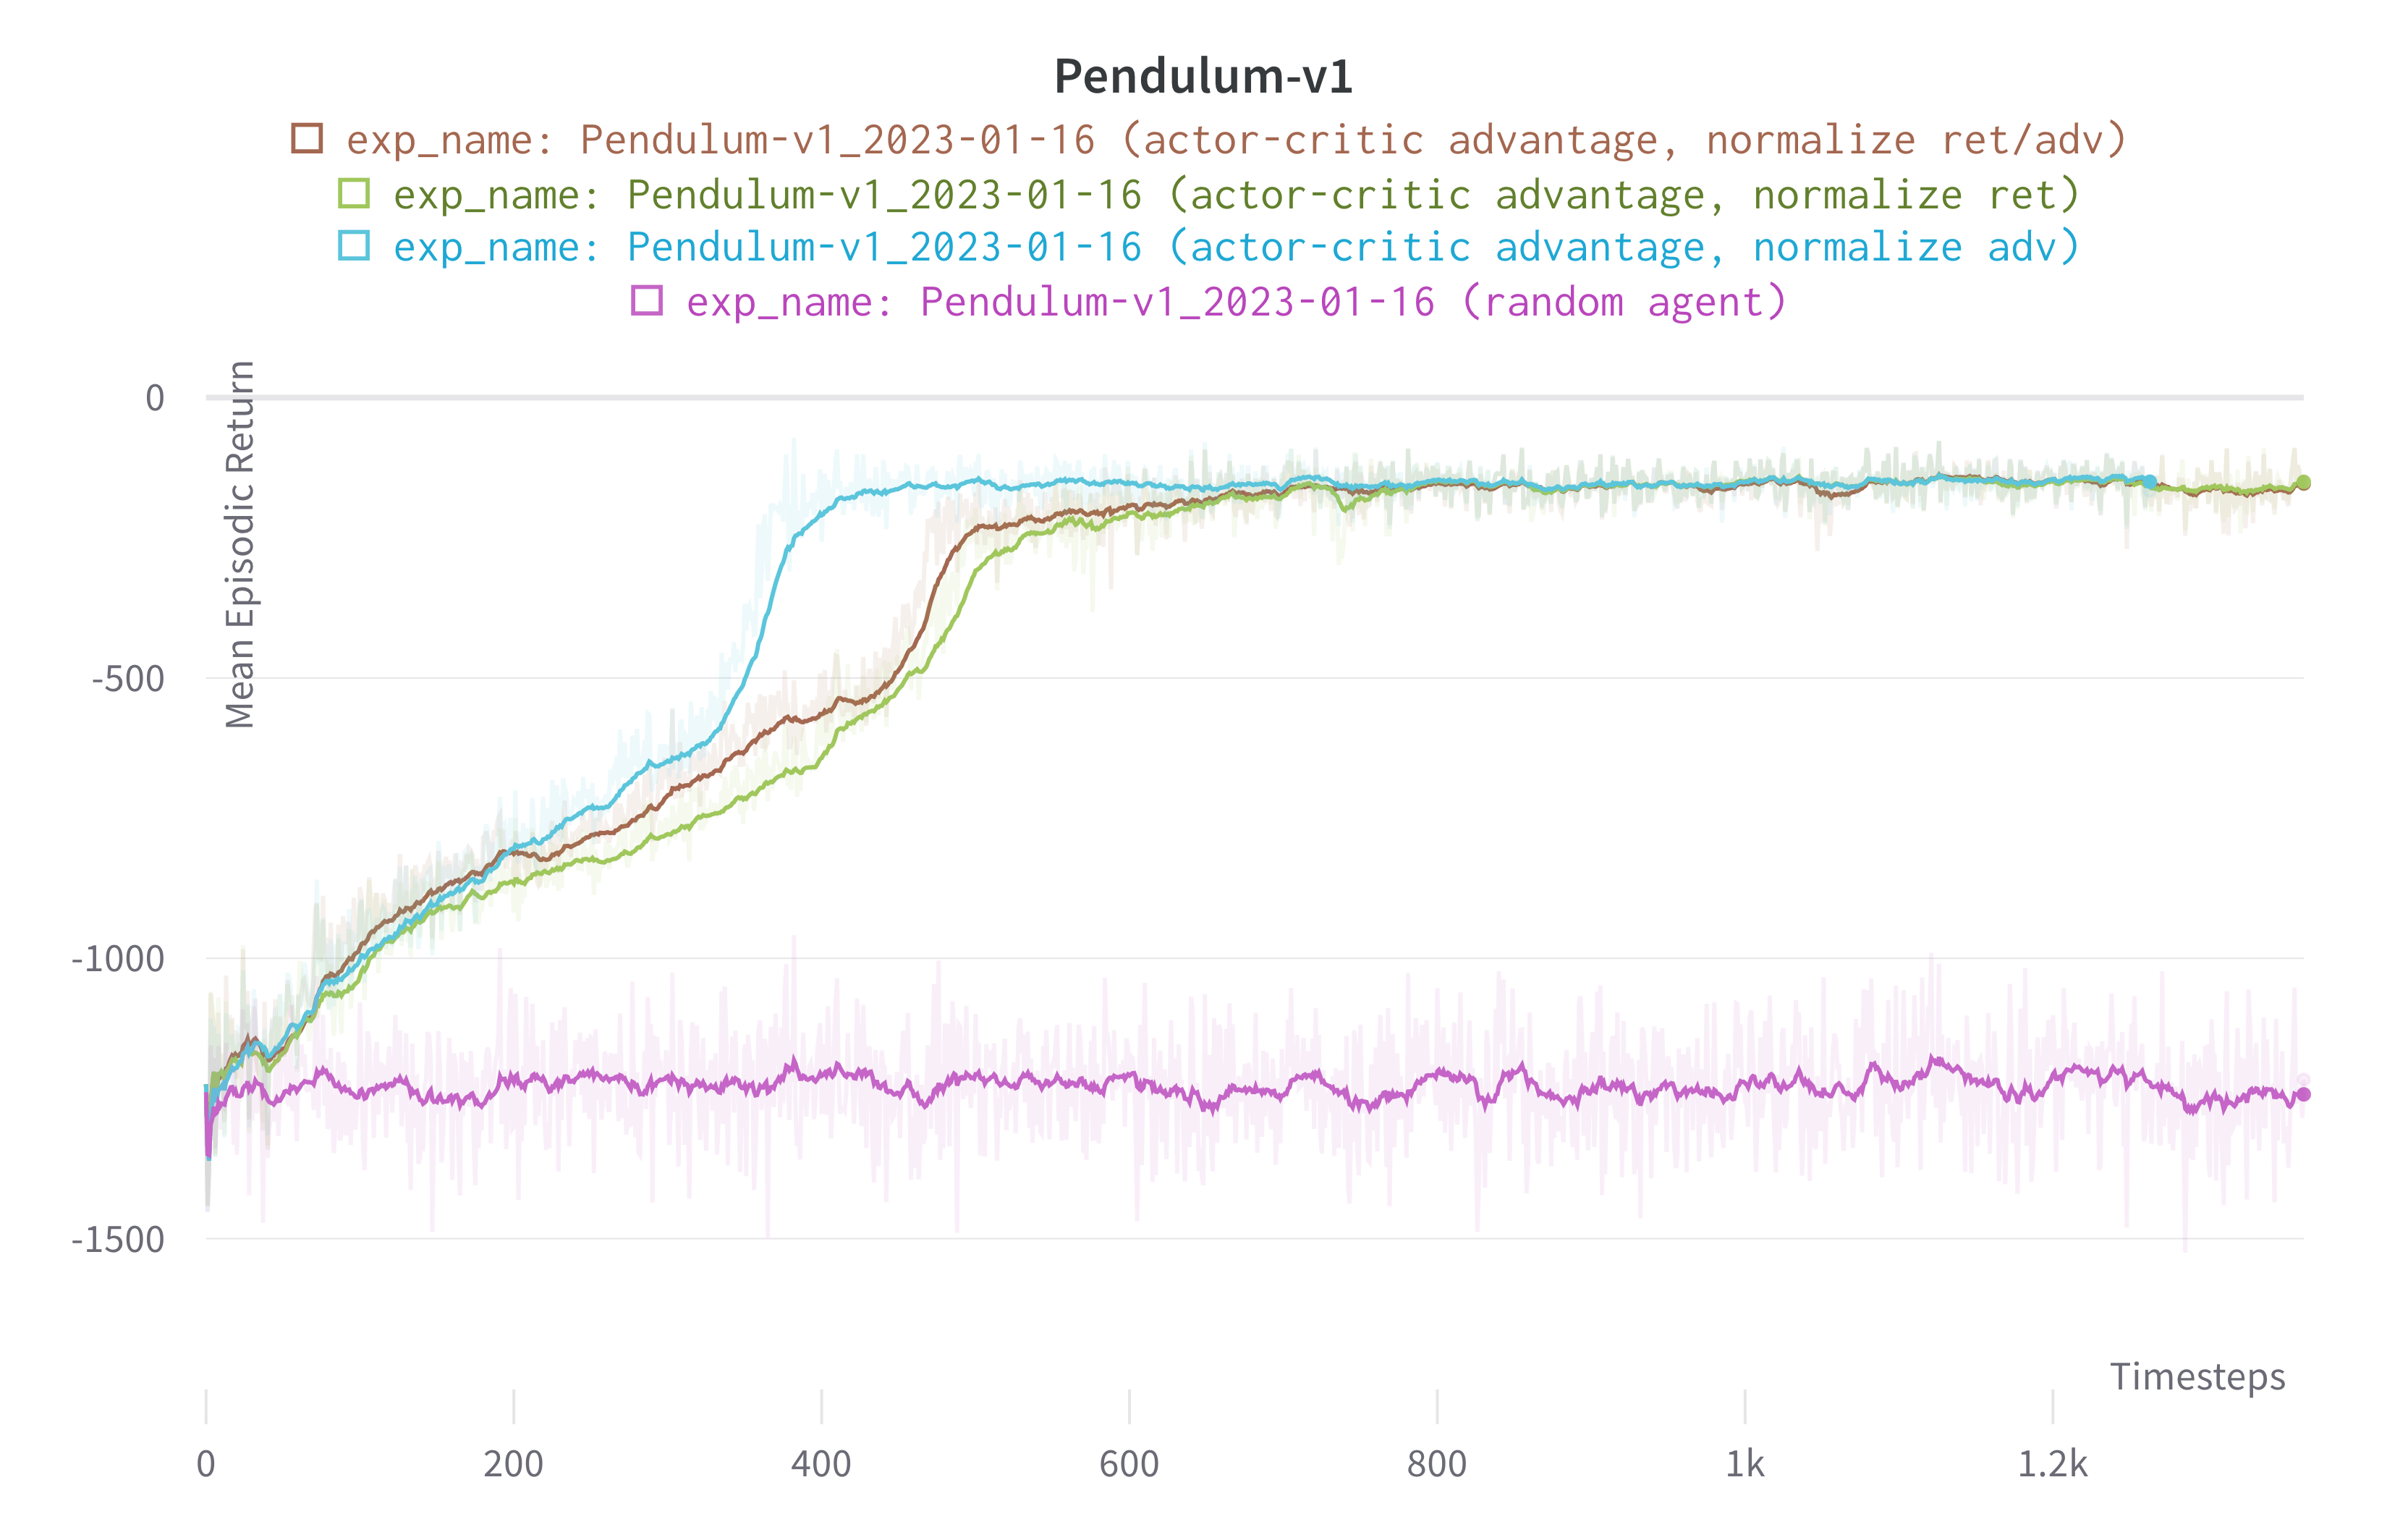 Pendulum-v1
exp_name: Pendulum-v1_2023-01-16 (actor-critic advantage, normalize ret/adv)
exp_name: Pendulum-v1_2023-01-16 (actor-critic advantage, normalize ret)
exp_name: Pendulum-v1_2023-01-16 (actor-critic advantage, normalize adv)
exp_name: Pendulum-v1_2023-01-16 (random agent)
Mean Episodic Return
0
-500
-1000
-1500
Timesteps
0 200 400 600 800 1k 1.2k